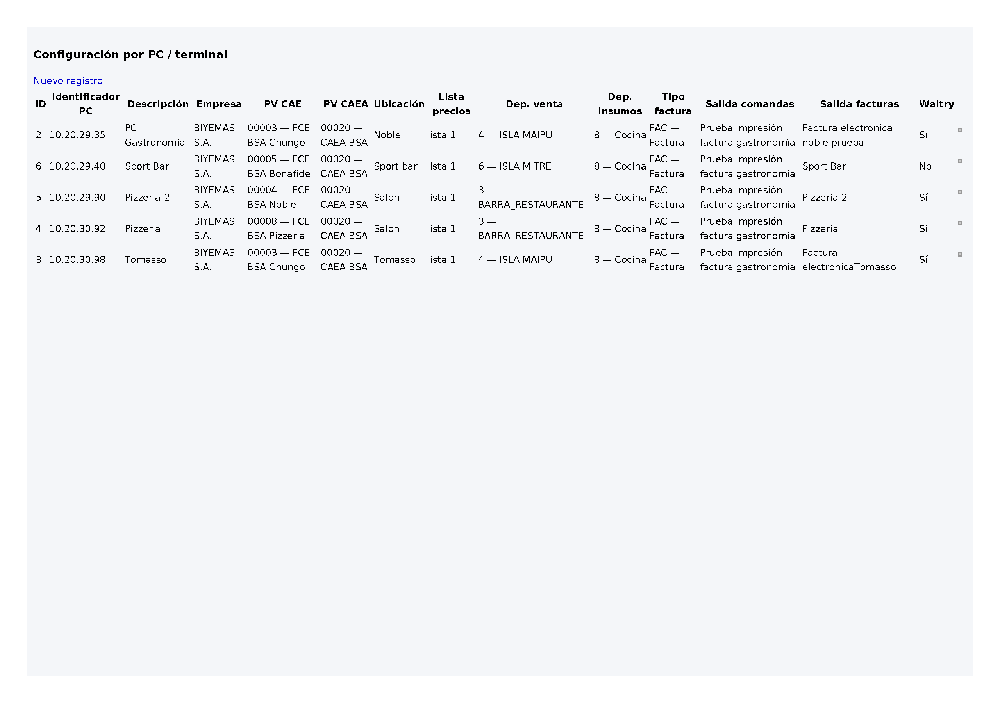 Configuración por PC / terminal
Nuevo registro
ID Identificador PC Descripción Empresa PV CAE PV CAEA Ubicación Lista precios Dep. venta Dep. insumos Tipo factura Salida comandas Salida facturas Waitry
2 10.20.29.35 PC Gastronomia BIYEMAS S.A. 00003 — FCE BSA Chungo 00020 — CAEA BSA Noble lista 1 4 — ISLA MAIPU 8 — Cocina FAC — Factura Prueba impresión factura gastronomía Factura electronica noble prueba Sí
6 10.20.29.40 Sport Bar BIYEMAS S.A. 00005 — FCE BSA Bonafide 00020 — CAEA BSA Sport bar lista 1 6 — ISLA MITRE 8 — Cocina FAC — Factura Prueba impresión factura gastronomía Sport Bar No
5 10.20.29.90 Pizzeria 2 BIYEMAS S.A. 00004 — FCE BSA Noble 00020 — CAEA BSA Salon lista 1 3 — BARRA_RESTAURANTE 8 — Cocina FAC — Factura Prueba impresión factura gastronomía Pizzeria 2 Sí
4 10.20.30.92 Pizzeria BIYEMAS S.A. 00008 — FCE BSA Pizzeria 00020 — CAEA BSA Salon lista 1 3 — BARRA_RESTAURANTE 8 — Cocina FAC — Factura Prueba impresión factura gastronomía Pizzeria Sí
3 10.20.30.98 Tomasso BIYEMAS S.A. 00003 — FCE BSA Chungo 00020 — CAEA BSA Tomasso lista 1 4 — ISLA MAIPU 8 — Cocina FAC — Factura Prueba impresión factura gastronomía Factura electronicaTomasso Sí